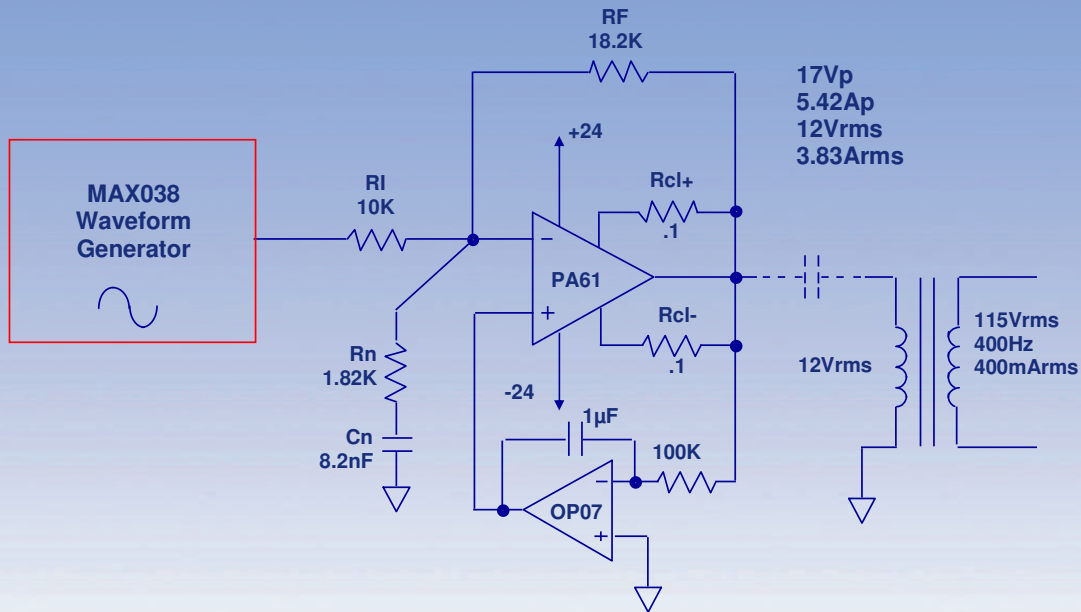 RF
18.2K
17Vp
5.42Ap
12Vrms
3.83Arms
+24
MAX038
Waveform
Generator
RI
10K
Rcl+
.1
−
PA61
+
Rcl-
.1
Rn
1.82K
-24
12Vrms
115Vrms
400Hz
400mArms
1µF
Cn
8.2nF
100K
−
OP07
+